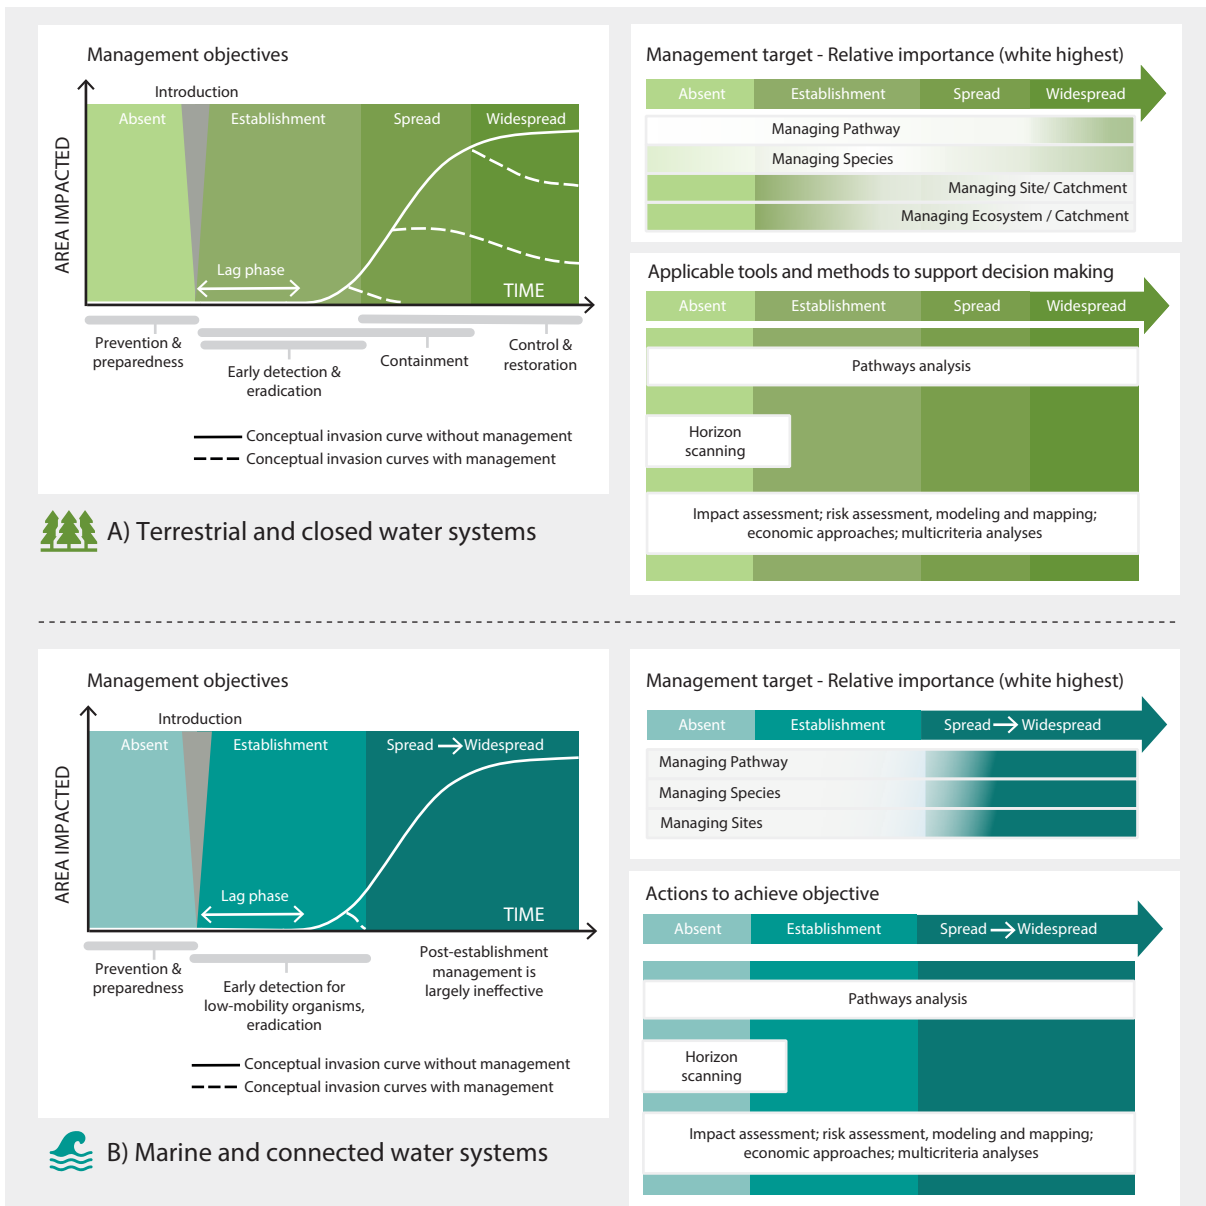 Management objectives
Introduction
Absent
Establishment
Spread
Widespread
AREA IMPACTED
Lag phase
TIME
Prevention &
preparedness
Early detection &
eradication
Containment
Control &
restoration
Conceptual invasion curve without management
Conceptual invasion curves with management
A) Terrestrial and closed water systems
Management target - Relative importance (white highest)
Absent
Establishment
Spread
Widespread
Managing Pathway
Managing Species
Managing Site/ Catchment
Managing Ecosystem / Catchment
Applicable tools and methods to support decision making
Absent
Establishment
Spread
Widespread
Pathways analysis
Horizon
scanning
Impact assessment; risk assessment, modeling and mapping;
economic approaches; multicriteria analyses
Management objectives
Introduction
Absent
Establishment
Spread → Widespread
AREA IMPACTED
Lag phase
TIME
Prevention &
preparedness
Early detection for
low-mobility organisms,
eradication
Post-establishment
management is
largely ineffective
Conceptual invasion curve without management
Conceptual invasion curves with management
B) Marine and connected water systems
Management target - Relative importance (white highest)
Absent
Establishment
Spread → Widespread
Managing Pathway
Managing Species
Managing Sites
Actions to achieve objective
Absent
Establishment
Spread → Widespread
Pathways analysis
Horizon
scanning
Impact assessment; risk assessment, modeling and mapping;
economic approaches; multicriteria analyses